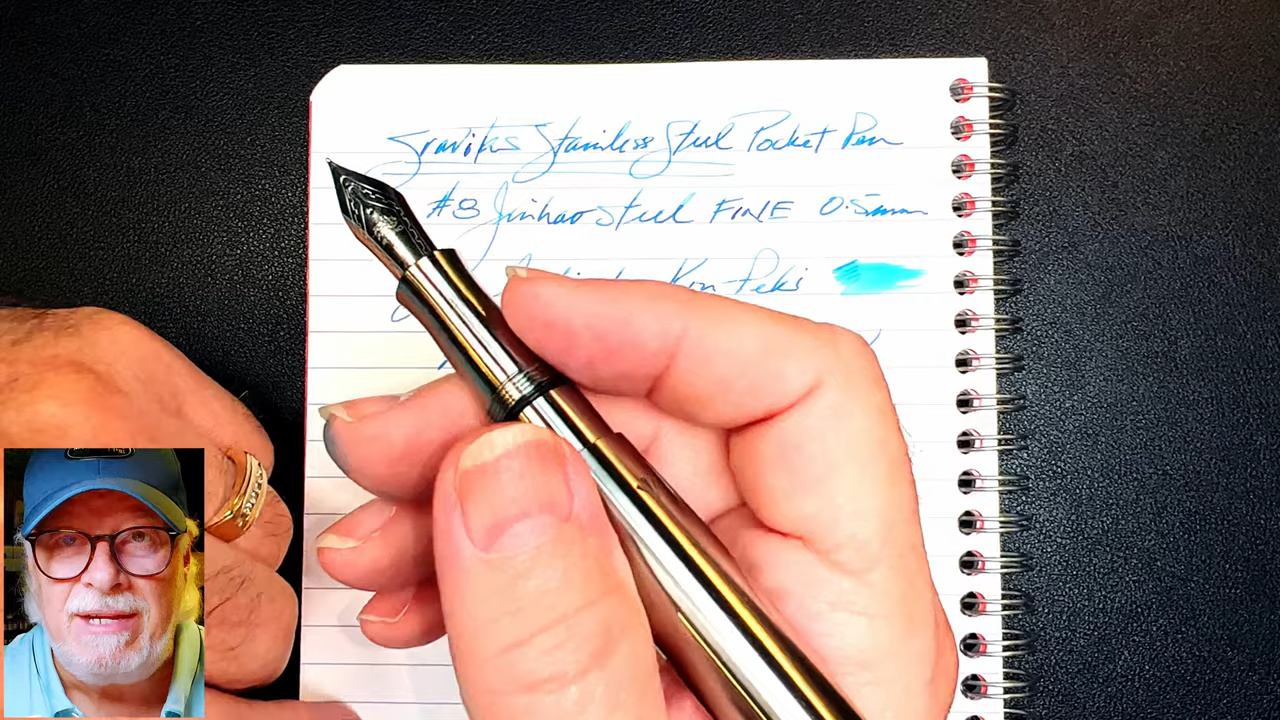 Gravitas Stainless Steel Pocket Pen
#8 Jinhao Steel FINE 0.5mm
Kon-Peki